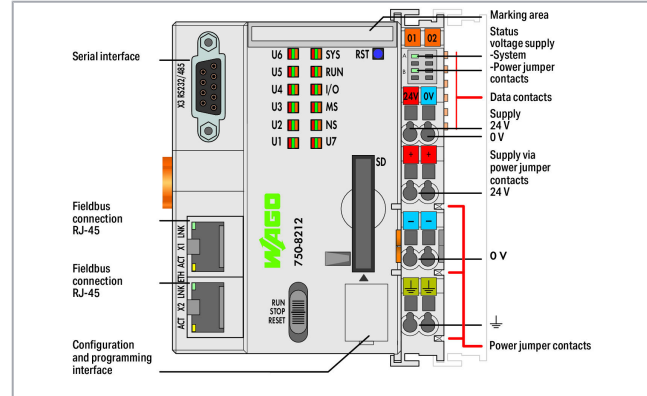 Marking area
Status
voltage supply
-System
-Power jumper
contacts
Data contacts
Supply
24 V
0 V
Supply via
power jumper
contacts
24 V
0 V
Power jumper contacts
Serial interface
Fieldbus
connection
RJ-45
Fieldbus
connection
RJ-45
Configuration
and programming
interface
X3 RS232/485
U6 SYS RST
U5 RUN
U4 I/O
U3 MS
U2 NS
U1 U7
SD
WAGO
750-8212
RUN
STOP
RESET
ACT X1 LNK
ETH
ACT X2 LNK
01 02
A
B
24V 0V
+ +
− −